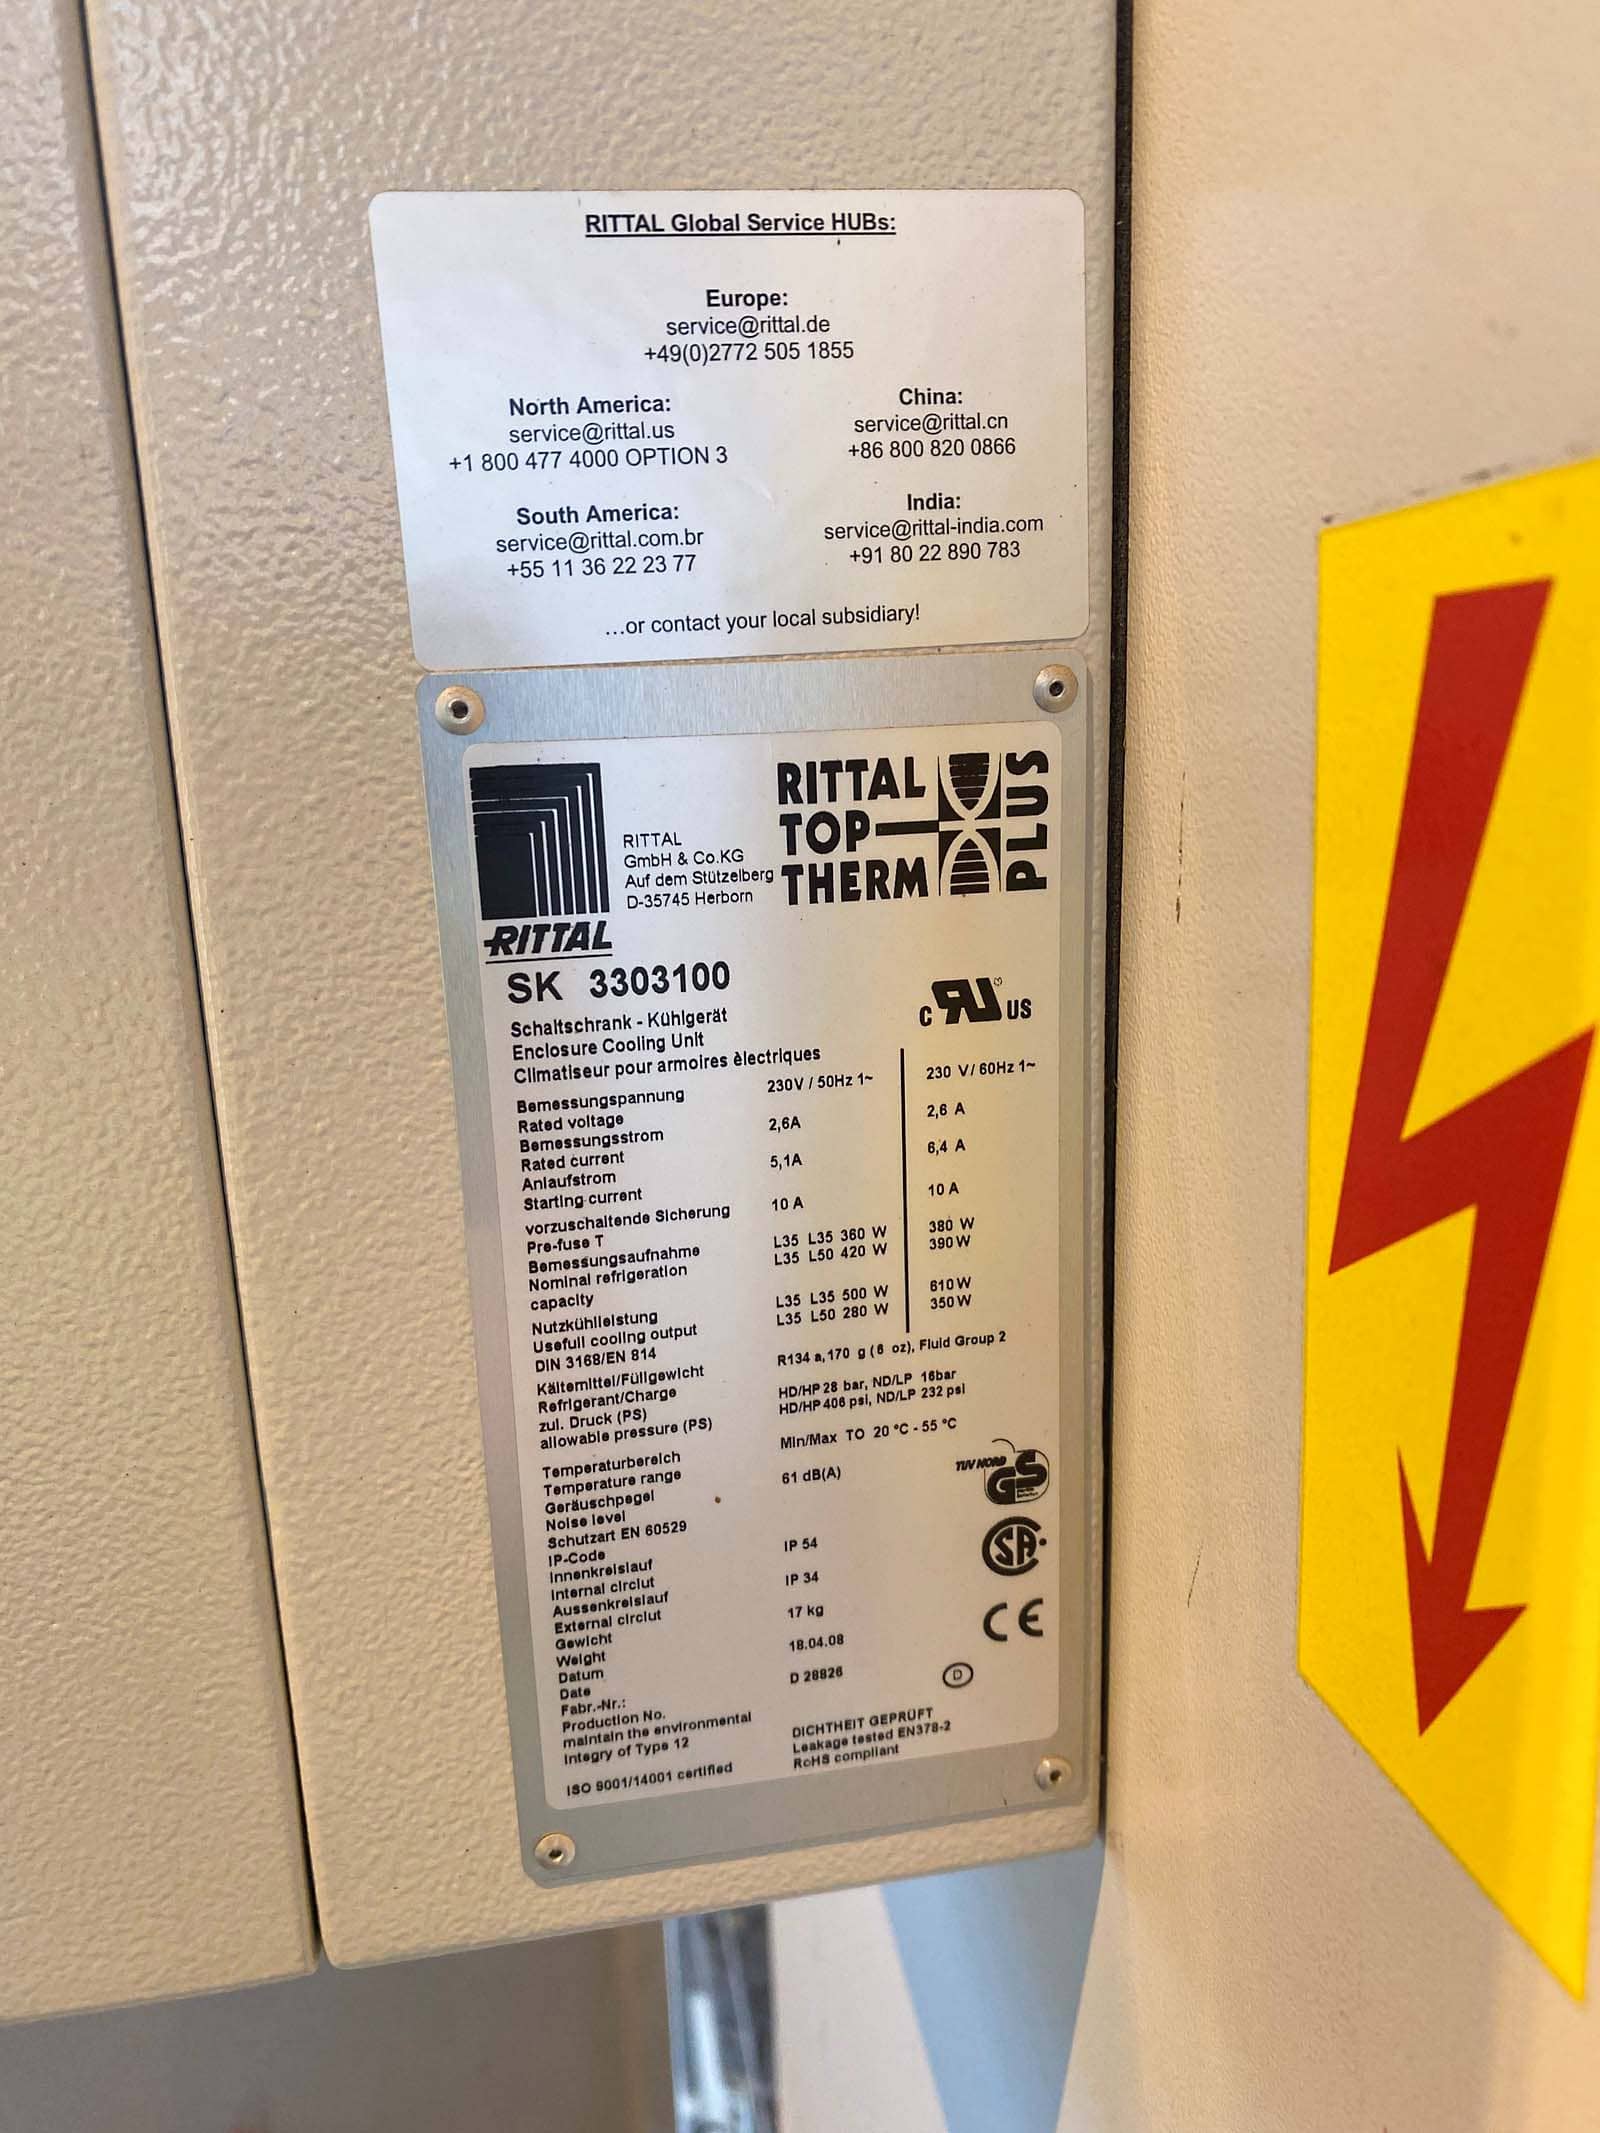 RITTAL Global Service HUBs:
Europe:
service@rittal.de
+49(0)2772 505 1855
North America:
service@rittal.us
+1 800 477 4000 OPTION 3
China:
service@rittal.cn
+86 800 820 0866
South America:
service@rittal.com.br
+55 11 36 22 23 77
India:
service@rittal-india.com
+91 80 22 890 783
...or contact your local subsidiary!
RITTAL
RITTAL
GmbH & Co.KG
Auf dem Stützelberg
D-35745 Herborn
RITTAL
TOP
THERM
PLUS
SK 3303100
C RU US
Schaltschrank - Kühlgerät
Enclosure Cooling Unit
Climatiseur pour armoires èlectriques
Bemessungspannung 230V / 50Hz 1~ 230 V/ 60Hz 1~
Rated voltage
Bemessungsstrom 2,6A 2,6 A
Rated current
Anlaufstrom 5,1A 6,4 A
Starting current
vorzuschaltende Sicherung 10 A 10 A
Pre-fuse T
Bemessungsaufnahme L35 L35 360 W 380 W
Nominal refrigeration L35 L50 420 W 390 W
capacity
Nutzkühlleistung L35 L35 500 W 610 W
Usefull cooling output L35 L50 280 W 350 W
DIN 3168/EN 814
Kältemittel/Füllgewicht R134 a, 170 g (6 oz), Fluid Group 2
Refrigerant/Charge
zul. Druck (PS) HD/HP 28 bar, ND/LP 16bar
allowable pressure (PS) HD/HP 406 psi, ND/LP 232 psi
Temperaturbereich Min/Max TO 20 °C - 55 °C
Temperature range
Geräuschpegel 61 dB(A)
Noise level
TÜV NORD
GS
Schutzart EN 60529
IP-Code
Innenkreislauf IP 54
Internal circiut
Aussenkreislauf IP 34
External circiut
SA
Gewicht 17 kg
Weight
CE
Datum 18.04.08
Date
Fabr.-Nr.: D 28826
Production No.
D
maintain the environmental
integry of Type 12
DICHTHEIT GEPRÜFT
Leakage tested EN378-2
RoHS compliant
ISO 9001/14001 certified